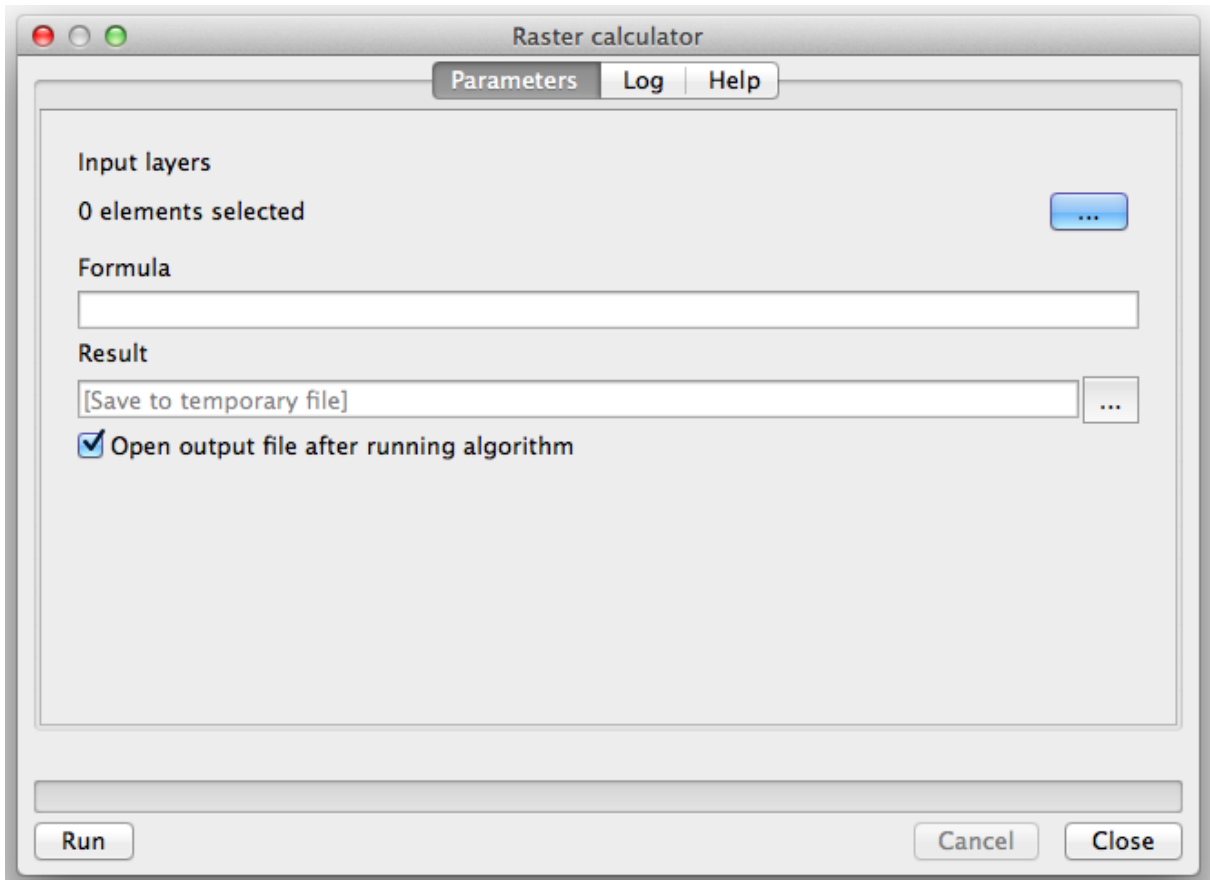 Raster calculator
Parameters Log Help
Input layers
0 elements selected ...
Formula
Result
[Save to temporary file] ...
Open output file after running algorithm
Run Cancel Close